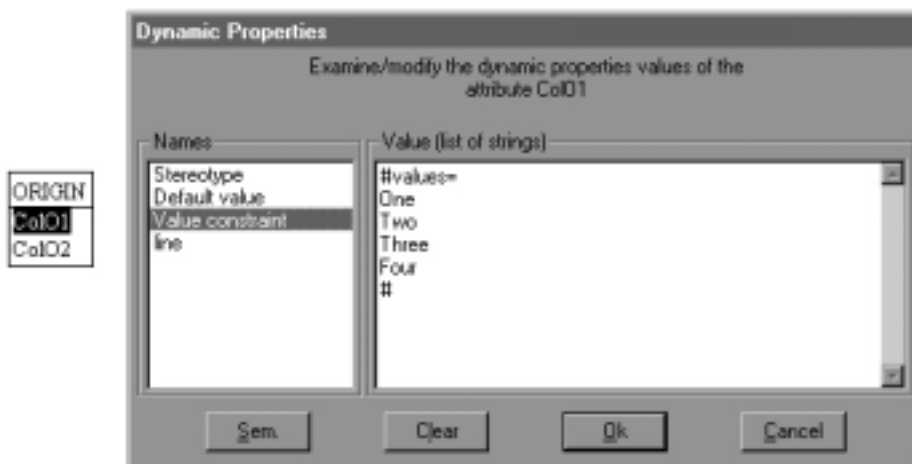 ORIGIN
ColO1
ColO2
Dynamic Properties
Examine/modify the dynamic properties values of the
attribute ColO1
Names
Stereotype
Default value
Value constraint
line
Value (list of strings)
#values=
One
Two
Three
Four
#
Sem.
Clear
Ok
Cancel